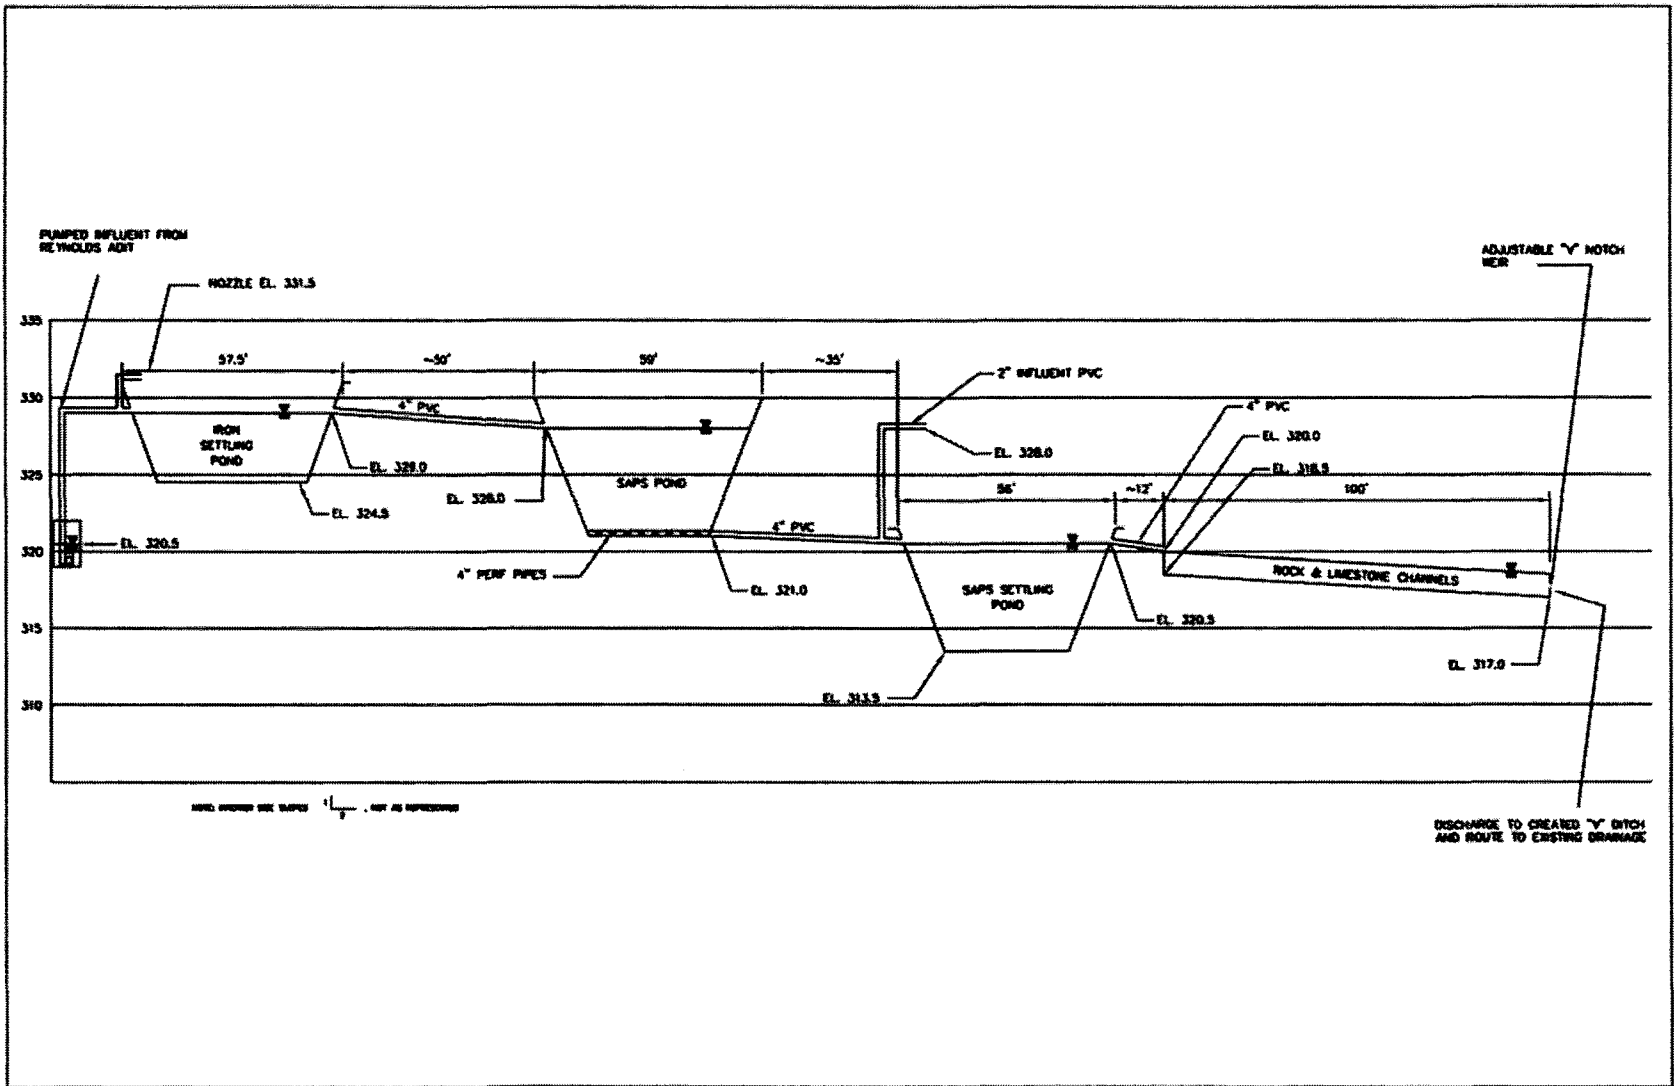 PUMPED INFLUENT FROM
REYNOLDS ADIT
NOZZLE EL. 331.5
ADJUSTABLE "V" NOTCH
WEIR
335
57.5'
~50'
59'
~35'
2" INFLUENT PVC
330
4" PVC
4" PVC
IRON
SETTLING
POND
EL. 320.0
EL. 329.0
EL. 328.0
EL. 318.5
325
SAPS POND
56'
~12'
100'
EL. 328.0
EL. 324.5
4" PVC
320
EL. 320.5
4" PERF PIPES
ROCK & LIMESTONE CHANNELS
EL. 321.0
SAPS SETTLING
POND
EL. 320.5
315
EL. 317.0
EL. 313.5
310
NOT AS REPRESENTED
DISCHARGE TO CREATED "V" DITCH
AND ROUTE TO EXISTING DRAINAGE